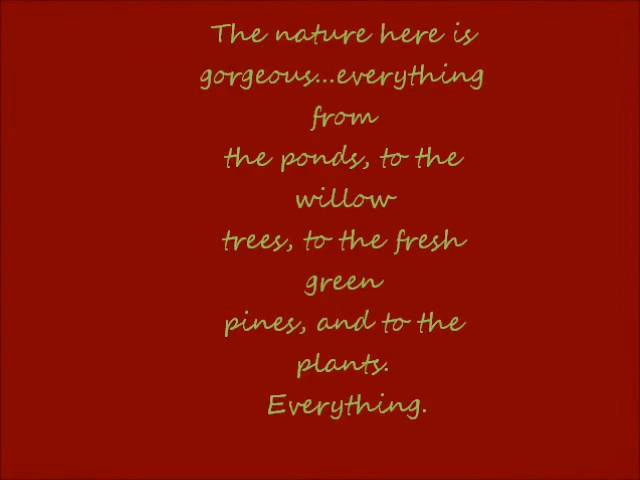 The nature here is
gorgeous...everything
from
the ponds, to the
willow
trees, to the fresh
green
pines, and to the
plants.
Everything.